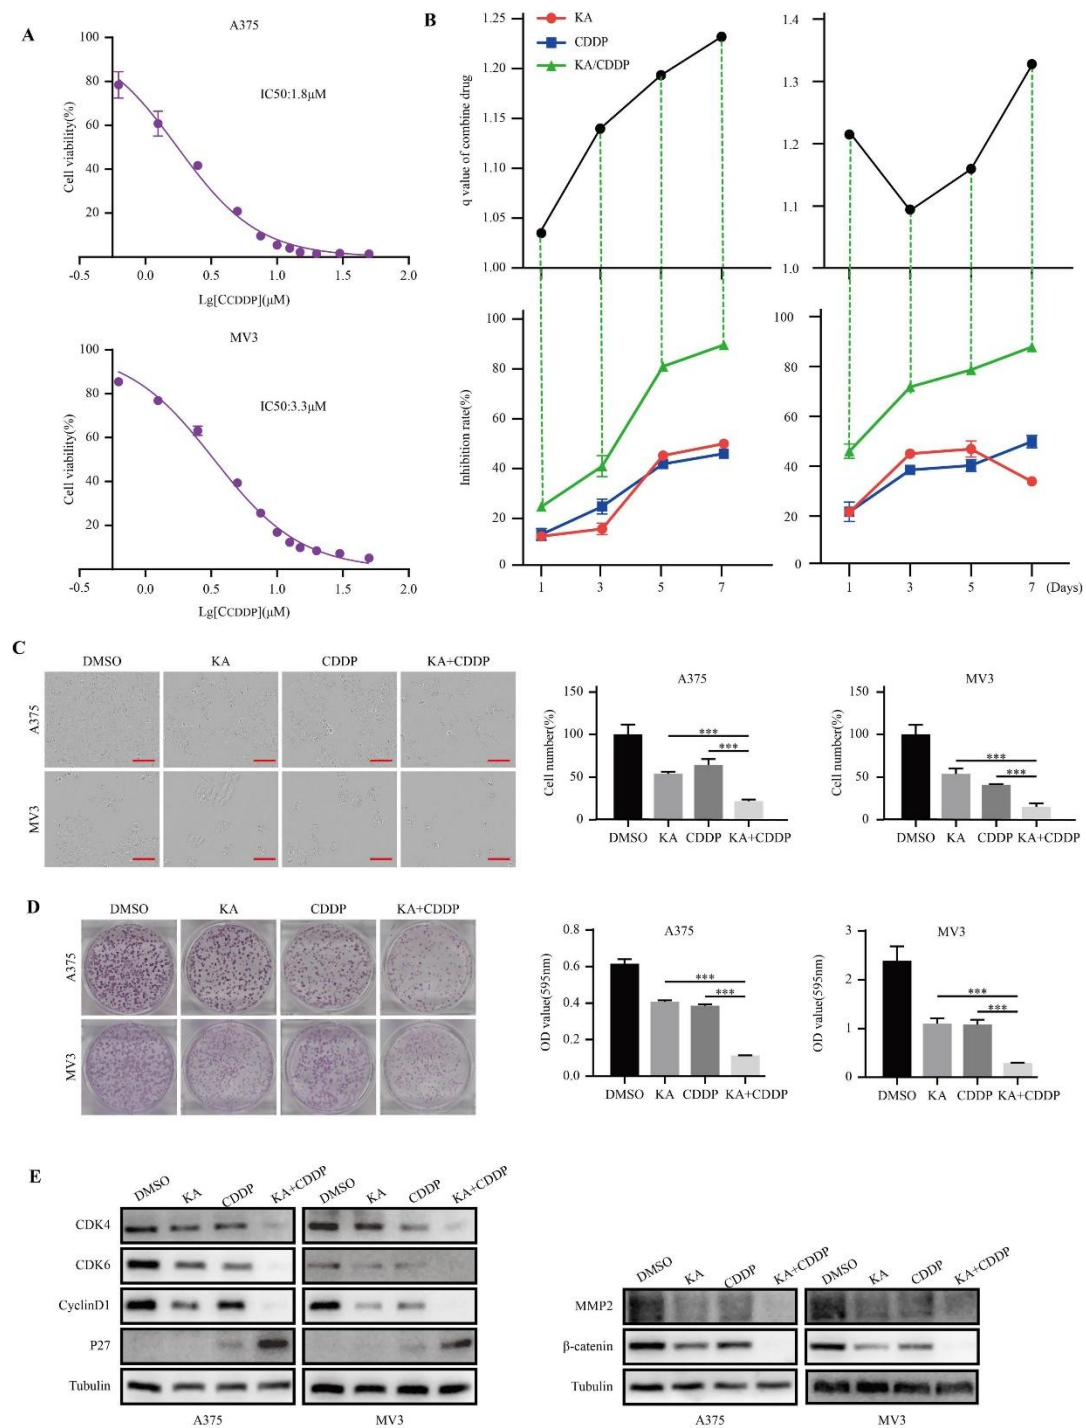 A
A375
IC50:1.8μM
Cell viability(%)
100
80
60
40
20
-0.5
0.0
0.5
1.0
1.5
2.0
Lg[CCDDP](μM)
MV3
IC50:3.3μM
Cell viability(%)
100
80
60
40
20
-0.5
0.0
0.5
1.0
1.5
2.0
Lg[CCDDP](μM)
B
KA
CDDP
KA/CDDP
q value of combine drug
1.25
1.20
1.15
1.10
1.05
1.00
1.4
1.3
1.2
1.1
1.0
Inhibition rate(%)
100
80
60
40
20
0
1
3
5
7
100
80
60
40
20
0
1
3
5
7
(Days)
C
DMSO
KA
CDDP
KA+CDDP
A375
MV3
A375
Cell number(%)
150
100
50
0
***
***
DMSO KA CDDP KA+CDDP
MV3
Cell number(%)
150
100
50
0
***
***
DMSO KA CDDP KA+CDDP
D
DMSO
KA
CDDP
KA+CDDP
A375
MV3
A375
OD value(595nm)
0.8
0.6
0.4
0.2
0.0
***
***
DMSO KA CDDP KA+CDDP
MV3
OD value(595nm)
3
2
1
0
***
***
DMSO KA CDDP KA+CDDP
E
DMSO
KA
CDDP
KA+CDDP
DMSO
KA
CDDP
KA+CDDP
CDK4
CDK6
CyclinD1
P27
Tubulin
A375
MV3
DMSO
KA
CDDP
KA+CDDP
DMSO
KA
CDDP
KA+CDDP
MMP2
β-catenin
Tubulin
A375
MV3